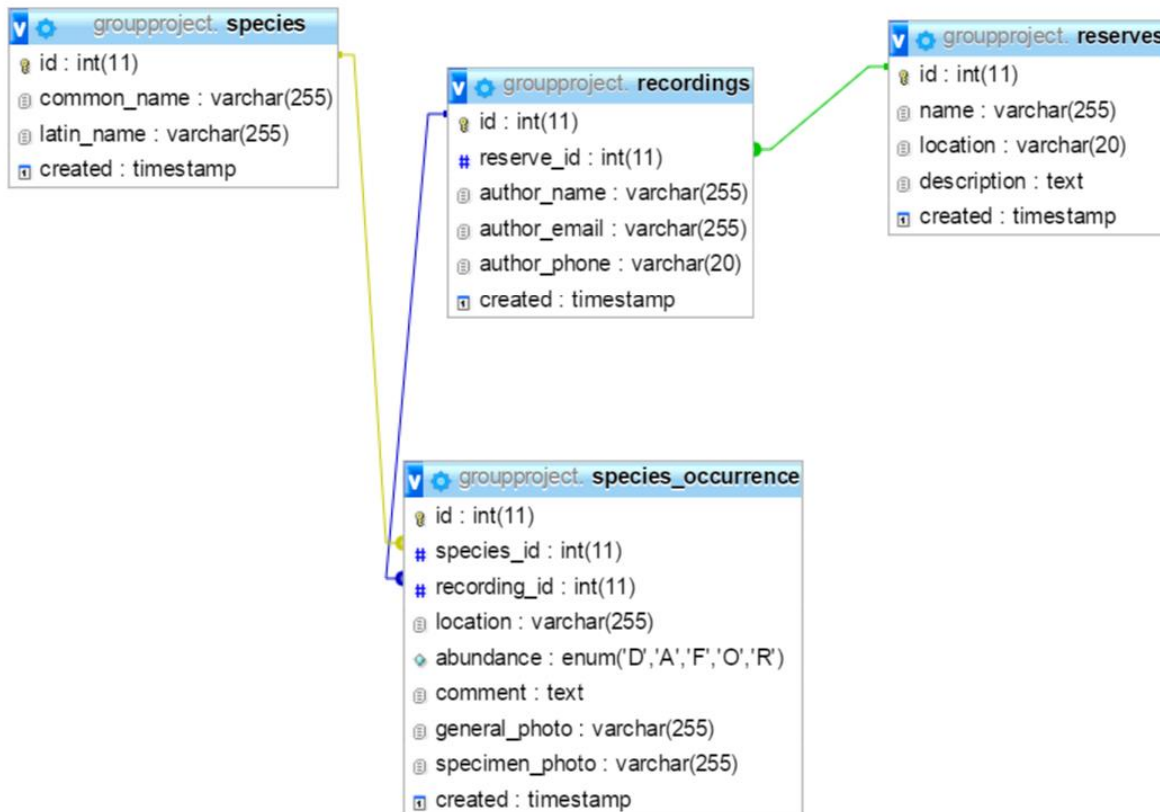 groupproject. species
id : int(11)
common_name : varchar(255)
latin_name : varchar(255)
created : timestamp
groupproject. recordings
id : int(11)
reserve_id : int(11)
author_name : varchar(255)
author_email : varchar(255)
author_phone : varchar(20)
created : timestamp
groupproject. reserves
id : int(11)
name : varchar(255)
location : varchar(20)
description : text
created : timestamp
groupproject. species_occurrence
id : int(11)
species_id : int(11)
recording_id : int(11)
location : varchar(255)
abundance : enum('D','A','F','O','R')
comment : text
general_photo : varchar(255)
specimen_photo : varchar(255)
created : timestamp